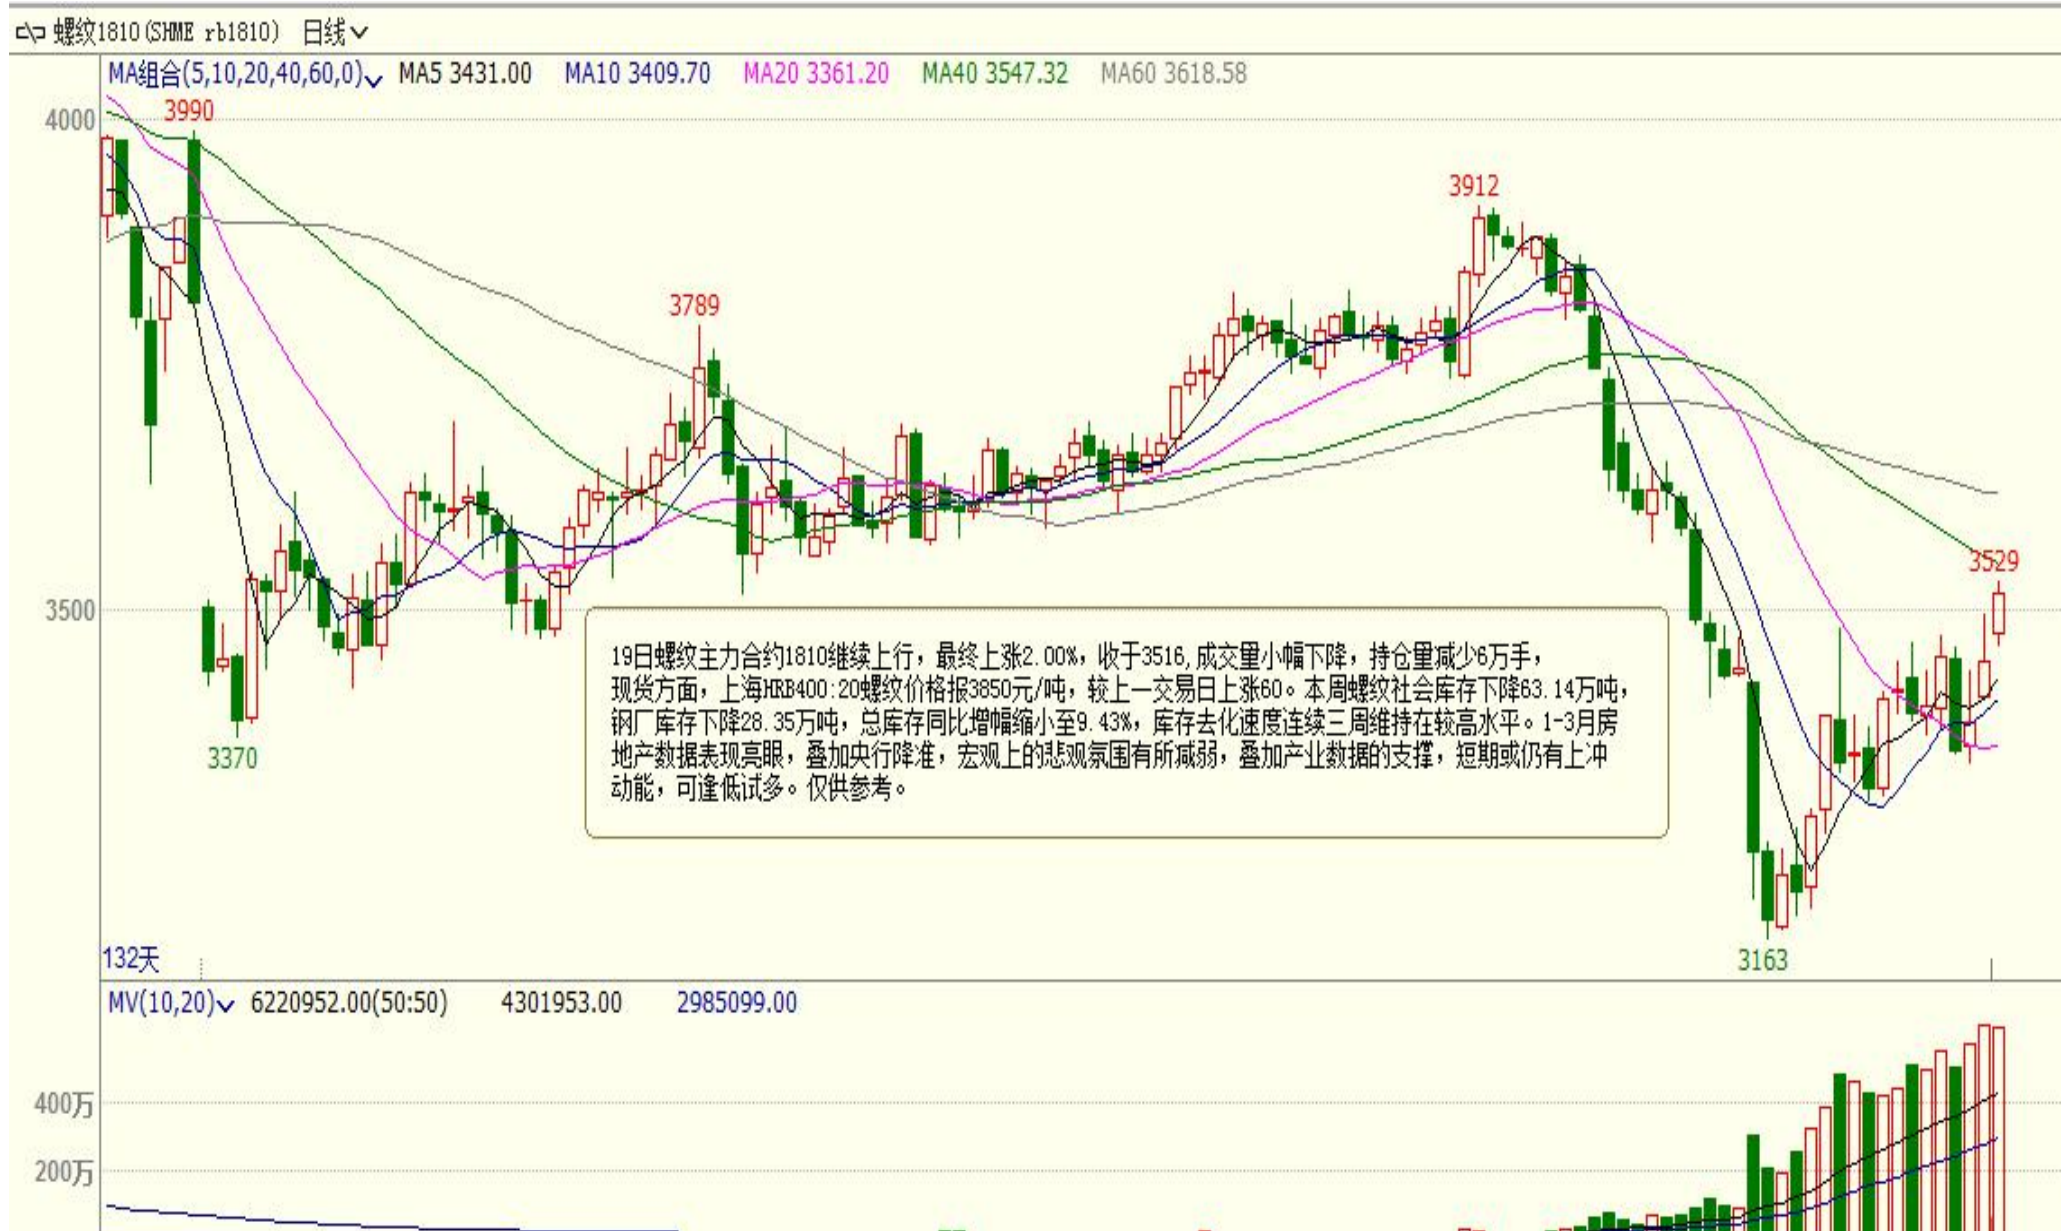 螺纹1810(SHME rb1810) 日线
MA组合(5,10,20,40,60,0) MA5 3431.00 MA10 3409.70 MA20 3361.20 MA40 3547.32 MA60 3618.58
4000
3990
3912
3789
3529
3500
19日螺纹主力合约1810继续上行，最终上涨2.00%，收于3516,成交量小幅下降，持仓量减少6万手，
现货方面，上海HRB400:20螺纹价格报3850元/吨，较上一交易日上涨60。本周螺纹社会库存下降63.14万吨，
钢厂库存下降28.35万吨，总库存同比增幅缩小至9.43%，库存去化速度连续三周维持在较高水平。1-3月房
地产数据表现亮眼，叠加央行降准，宏观上的悲观氛围有所减弱，叠加产业数据的支撑，短期或仍有上冲
动能，可逢低试多。仅供参考。
3370
3163
132天
MV(10,20) 6220952.00(50:50) 4301953.00 2985099.00
400万
200万